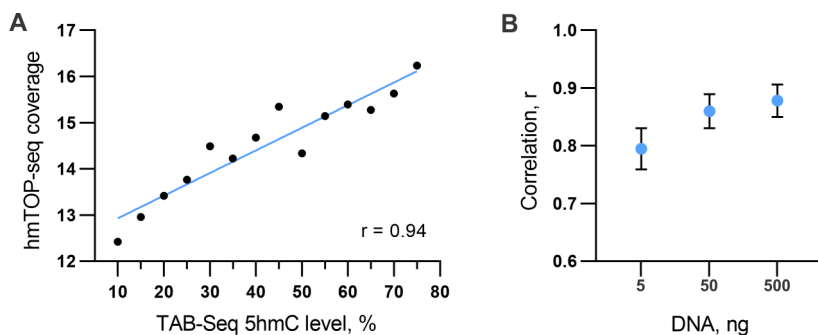 A
hmTOP-seq coverage
17
16
15
14
13
12
10 20 30 40 50 60 70 80
TAB-Seq 5hmC level, %
r = 0.94
B
Correlation, r
1.0
0.9
0.8
0.7
0.6
5 50 500
DNA, ng